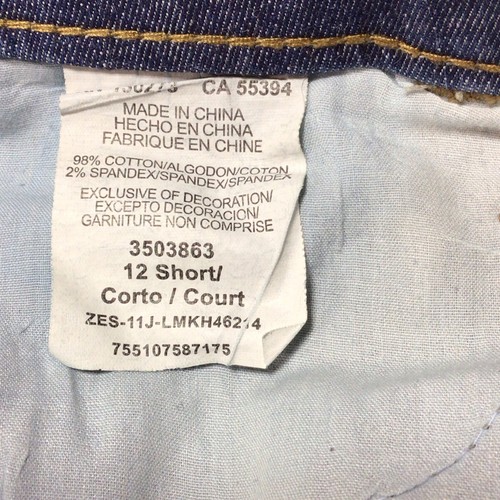 CA 55394
MADE IN CHINA
HECHO EN CHINA
FABRIQUE EN CHINE
98% COTTON/ALGODON/COTON
2% SPANDEX/SPANDEX/SPANDEX
EXCLUSIVE OF DECORATION/
EXCEPTO DECORACION/
GARNITURE NON COMPRISE
3503863
12 Short/
Corto / Court
ZES-11J-LMKH46214
755107587175